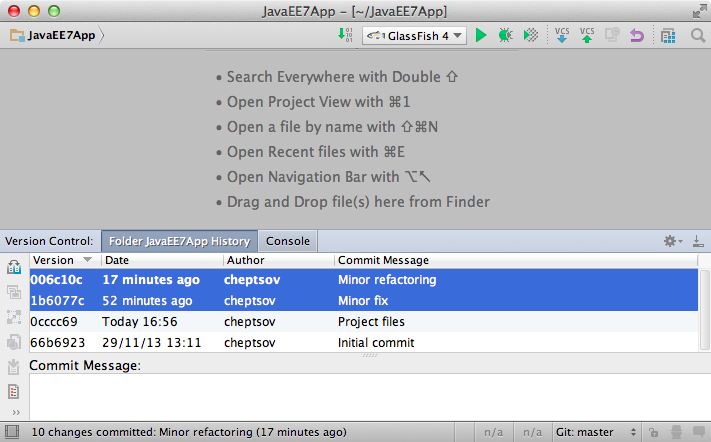 JavaEE7App - [~/JavaEE7App]
JavaEE7App
GlassFish 4
VCS
VCS
• Search Everywhere with Double ⇧
• Open Project View with ⌘1
• Open a file by name with ⇧⌘N
• Open Recent files with ⌘E
• Open Navigation Bar with ⌥↖
• Drag and Drop file(s) here from Finder
Version Control: Folder JavaEE7App History Console
Version Date Author Commit Message
006c10c 17 minutes ago cheptsov Minor refactoring
1b6077c 52 minutes ago cheptsov Minor fix
0cccc69 Today 16:56 cheptsov Project files
66b6923 29/11/13 13:11 cheptsov Initial commit
Commit Message:
10 changes committed: Minor refactoring (17 minutes ago) n/a n/a Git: master